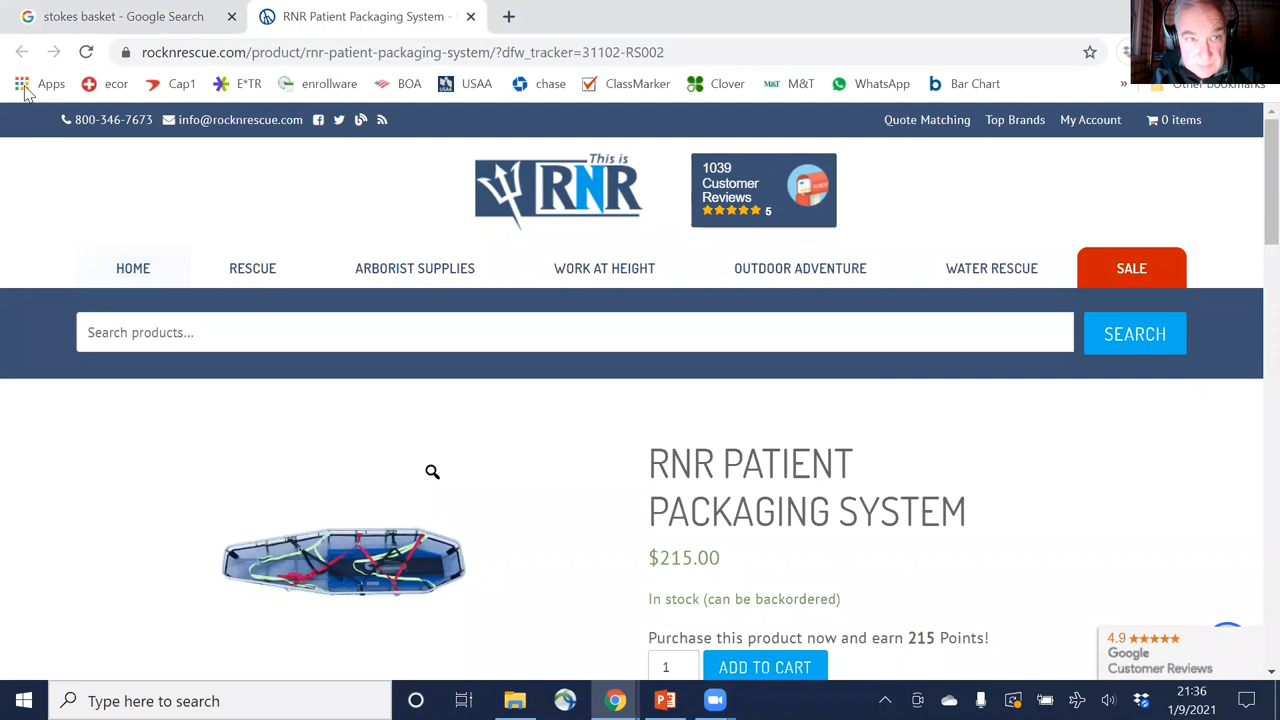 stokes basket - Google Search
RNR Patient Packaging System -
rocknrescue.com/product/rnr-patient-packaging-system/?dfw_tracker=31102-RS002
Apps ecor Cap1 E*TR enrollware BOA USAA chase ClassMarker Clover M&T M&T WhatsApp Bar Chart » Other bookmarks
800-346-7673 info@rocknrescue.com Quote Matching Top Brands My Account 0 items
This is
RNR
1039
Customer
Reviews
5
HOME RESCUE ARBORIST SUPPLIES WORK AT HEIGHT OUTDOOR ADVENTURE WATER RESCUE SALE
Search products... SEARCH
RNR PATIENT
PACKAGING SYSTEM
$215.00
In stock (can be backordered)
Purchase this product now and earn 215 Points!
1 ADD TO CART
4.9
Google
Customer Reviews
Type here to search
21:36
1/9/2021